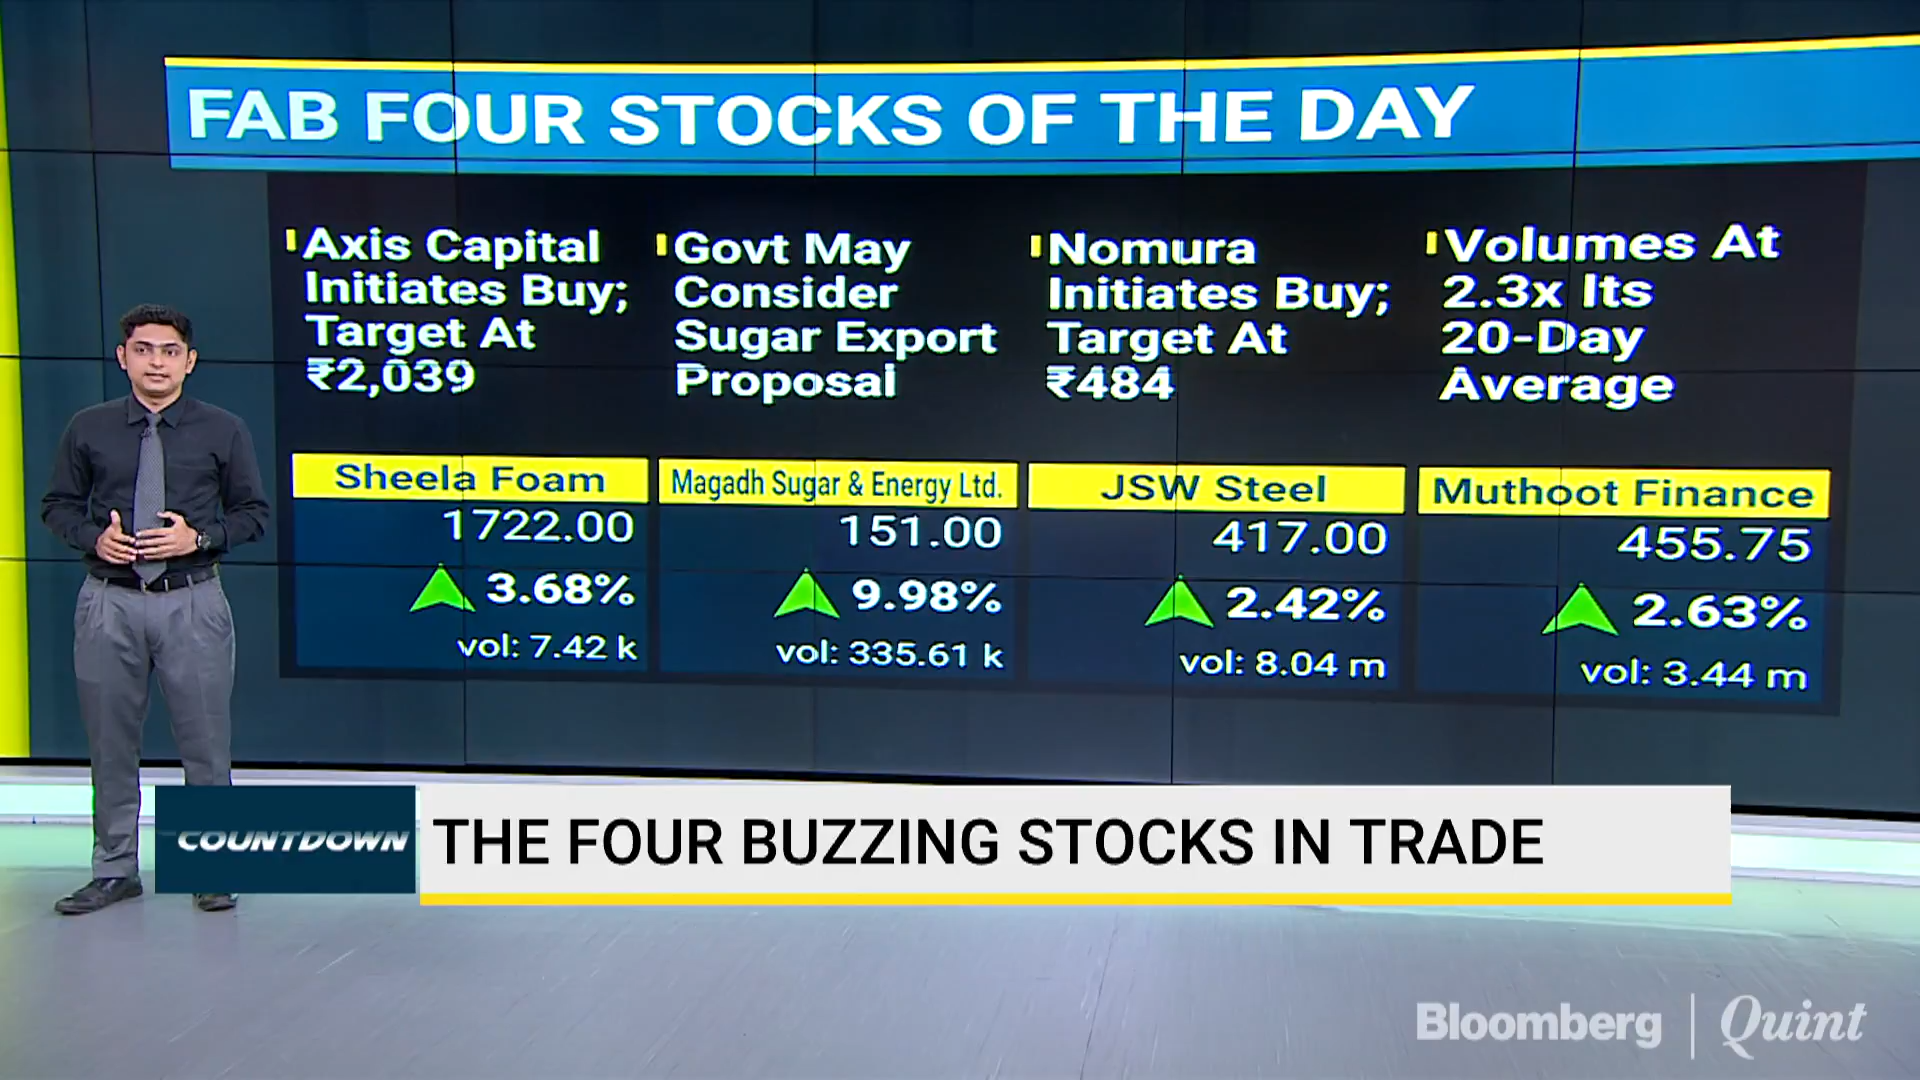 FAB FOUR STOCKS OF THE DAY
Axis Capital
Initiates Buy;
Target At
₹2,039
Govt May
Consider
Sugar Export
Proposal
Nomura
Initiates Buy;
Target At
₹484
Volumes At
2.3x Its
20-Day
Average
Sheela Foam
1722.00
3.68%
vol: 7.42 k
Magadh Sugar & Energy Ltd.
151.00
9.98%
vol: 335.61 k
JSW Steel
417.00
2.42%
vol: 8.04 m
Muthoot Finance
455.75
2.63%
vol: 3.44 m
COUNTDOWN
THE FOUR BUZZING STOCKS IN TRADE
Bloomberg | Quint